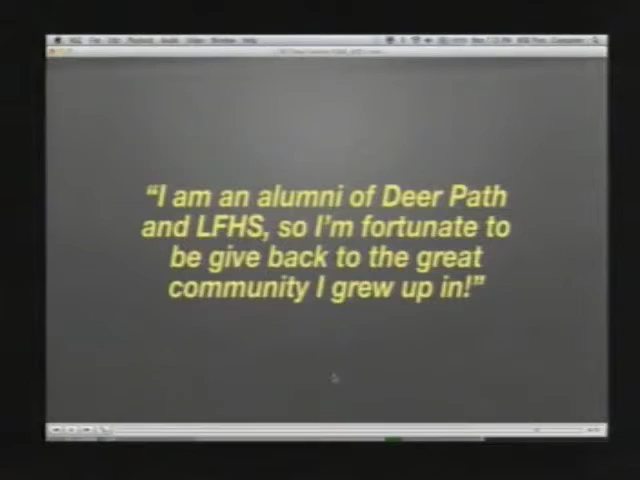 “I am an alumni of Deer Path
and LFHS, so I’m fortunate to
be give back to the great
community I grew up in!”